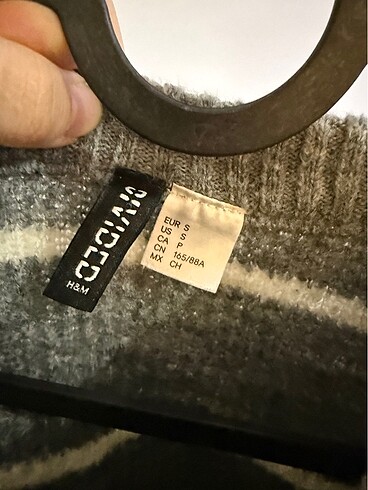 DIVIDED
H&M
EUR S
US S
CA P
CN 165/88A
MX CH